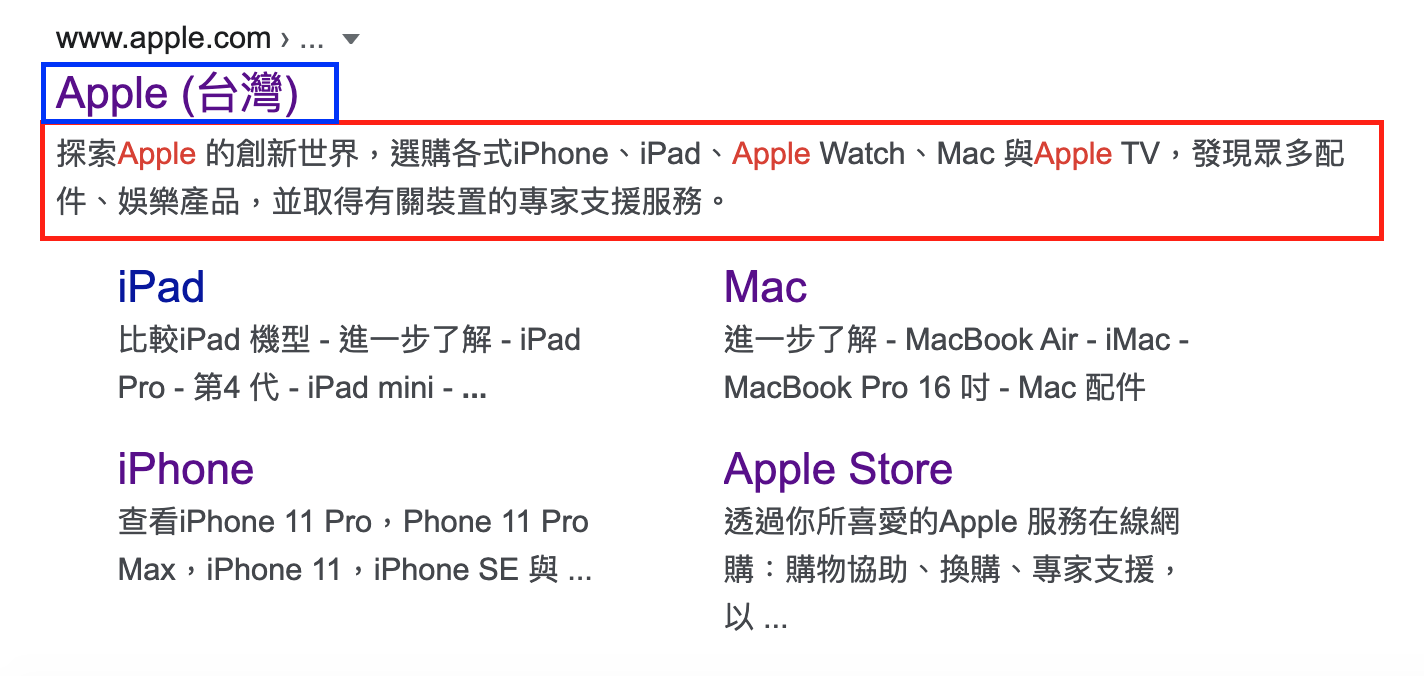 www.apple.com › ...
Apple (台灣)
探索Apple 的創新世界，選購各式iPhone、iPad、Apple Watch、Mac 與Apple TV，發現眾多配
件、娛樂產品，並取得有關裝置的專家支援服務。
iPad
比較iPad 機型 - 進一步了解 - iPad
Pro - 第4 代 - iPad mini - ...
Mac
進一步了解 - MacBook Air - iMac -
MacBook Pro 16 吋 - Mac 配件
iPhone
查看iPhone 11 Pro，Phone 11 Pro
Max，iPhone 11，iPhone SE 與 ...
Apple Store
透過你所喜愛的Apple 服務在線網
購：購物協助、換購、專家支援，
以 ...